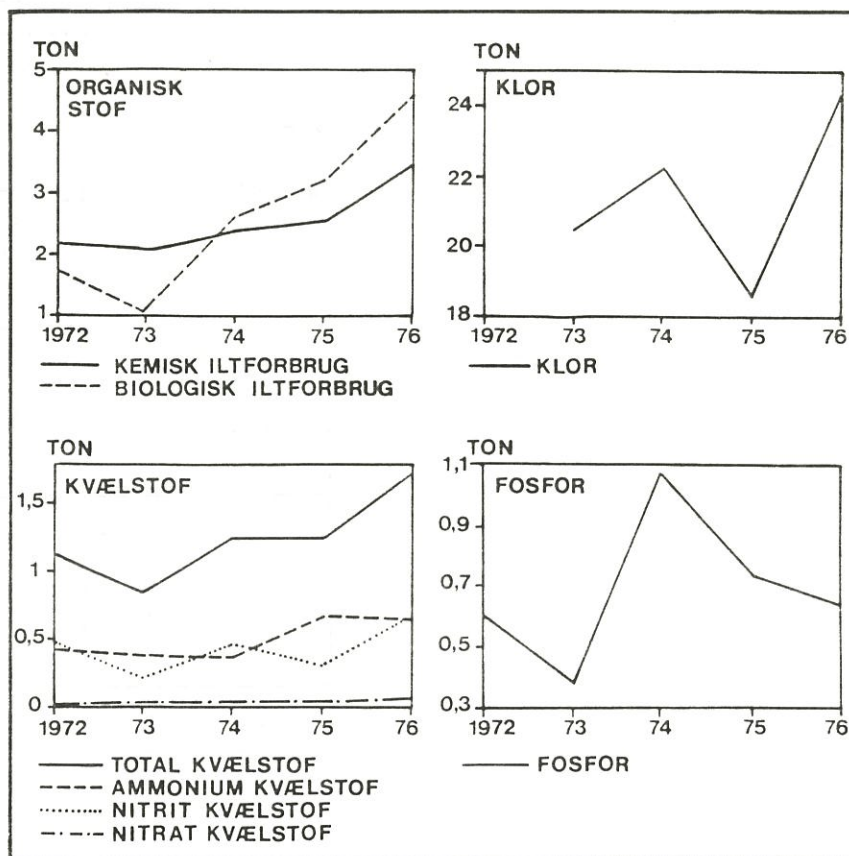 TON
5
4
3
2
1
ORGANISK
STOF
1972 73 74 75 76
KEMISK ILTFORBRUG
BIOLOGISK ILTFORBRUG
TON
24
22
20
18
KLOR
1972 73 74 75 76
KLOR
TON
1,5
1
0,5
0
KVÆLSTOF
1972 73 74 75 76
TOTAL KVÆLSTOF
AMMONIUM KVÆLSTOF
NITRIT KVÆLSTOF
NITRAT KVÆLSTOF
TON
1,1
0,9
0,7
0,5
0,3
FOSFOR
1972 73 74 75 76
FOSFOR